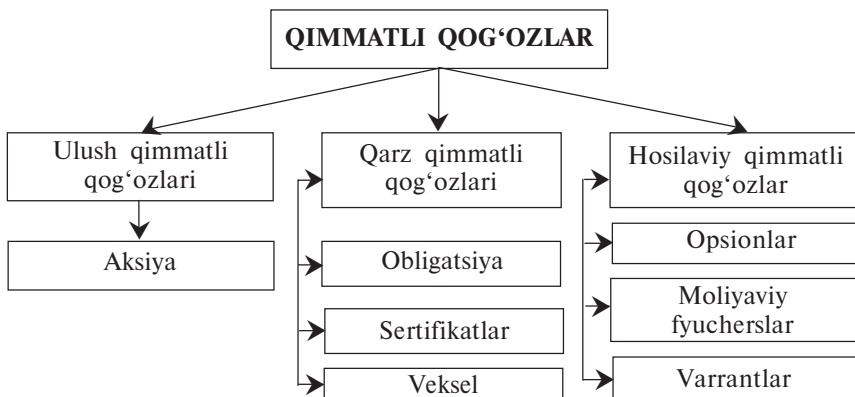 QIMMATLI QOG‘OZLAR
Ulush qimmatli
qog‘ozlari
Aksiya
Qarz qimmatli
qog‘ozlari
Obligatsiya
Sertifikatlar
Veksel
Hosilaviy qimmatli
qog‘ozlar
Opsionlar
Moliyaviy
fyucherslar
Varrantlar